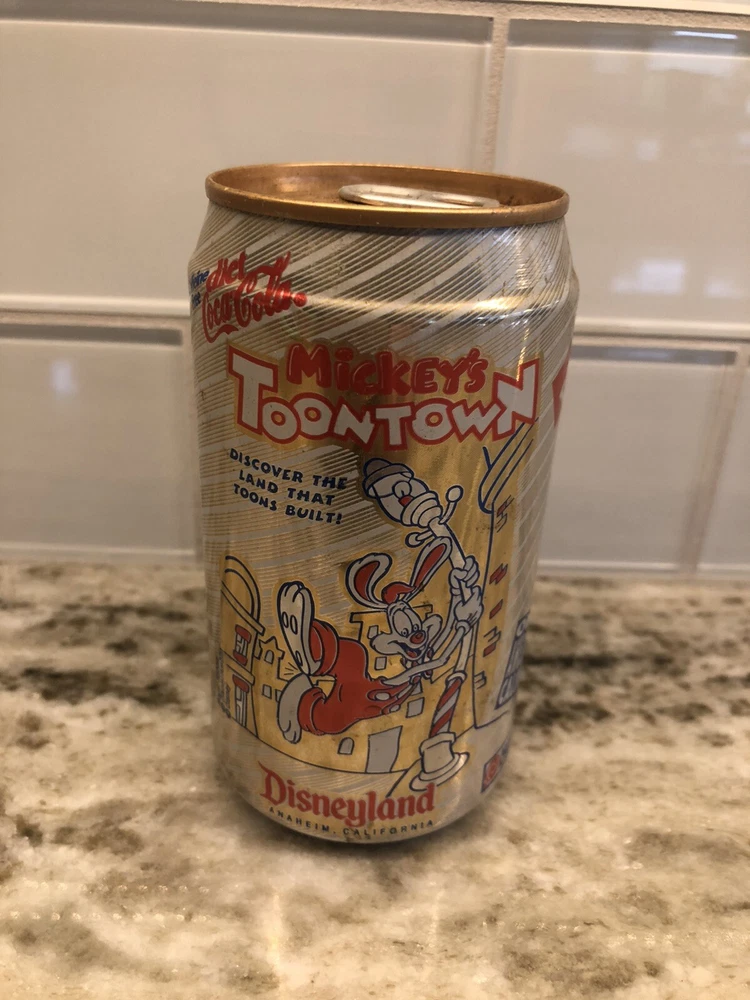 diet
Coca-Cola
MICKEY'S
TOONTOWN
DISCOVER THE
LAND THAT
TOONS BUILT!
Disneyland
ANAHEIM, CALIFORNIA